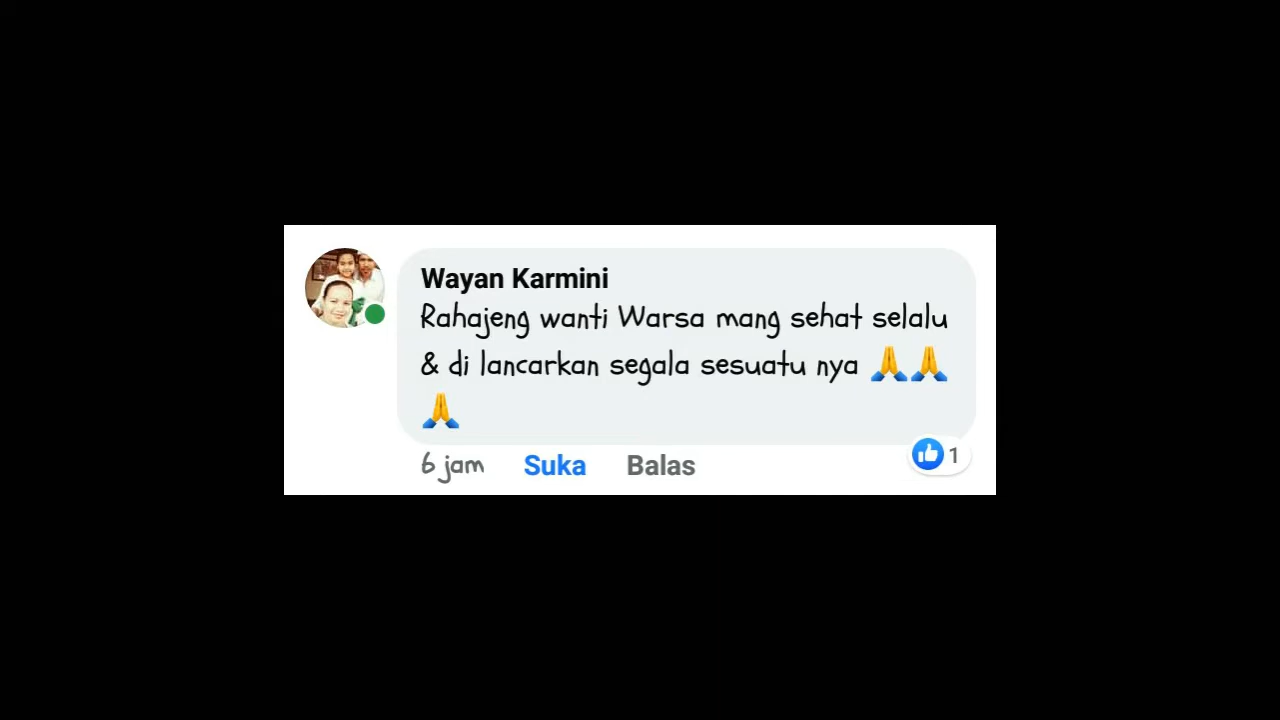 Wayan Karmini
Rahajeng wanti Warsa mang sehat selalu
& di lancarkan segala sesuatu nya 🙏🙏
🙏
6 jam Suka Balas 1